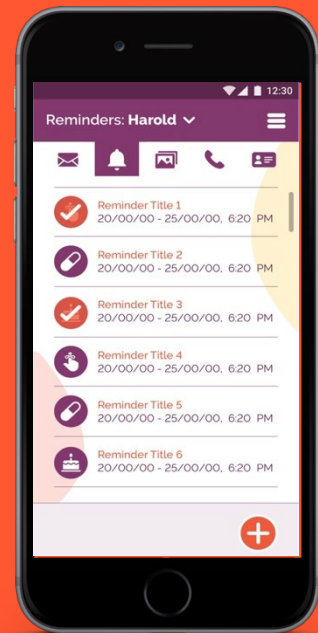 12:30
Reminders: Harold
Reminder Title 1
20/00/00 - 25/00/00, 6:20 PM
Reminder Title 2
20/00/00 - 25/00/00, 6:20 PM
Reminder Title 3
20/00/00 - 25/00/00, 6:20 PM
Reminder Title 4
20/00/00 - 25/00/00, 6:20 PM
Reminder Title 5
20/00/00 - 25/00/00, 6:20 PM
Reminder Title 6
20/00/00 - 25/00/00, 6:20 PM